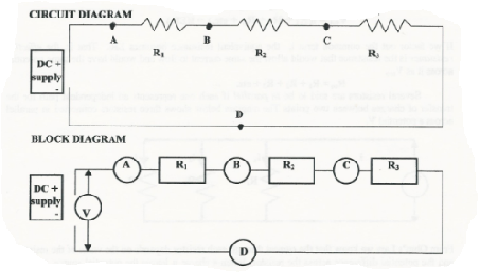 CIRCUIT DIAGRAM
A B C
R₁ R₂ R₃
DC +
supply
-
D
BLOCK DIAGRAM
A R₁ B R₂ C R₃
DC +
supply
-
V
D